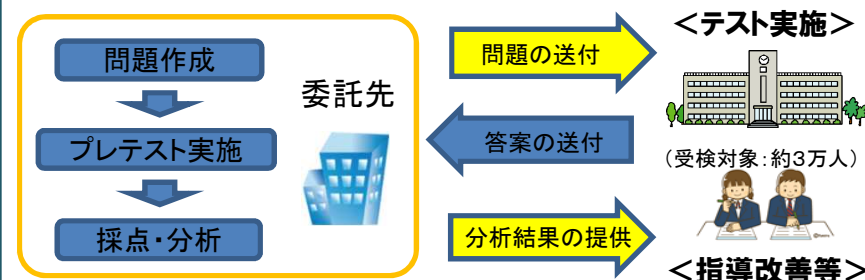 問題作成
プレテスト実施
採点・分析
委託先
問題の送付
答案の送付
分析結果の提供
＜テスト実施＞
（受検対象：約３万人）
＜指導改善等＞